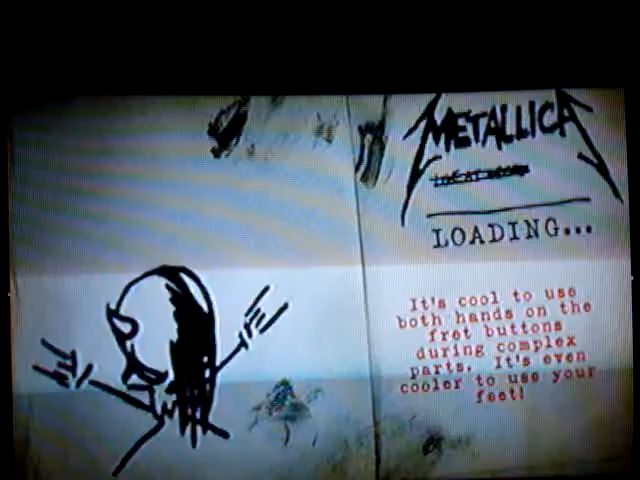 METALLICA
LOADING...
It's cool to use
both hands on the
fret buttons
during complex
parts. It's even
cooler to use your
feet!